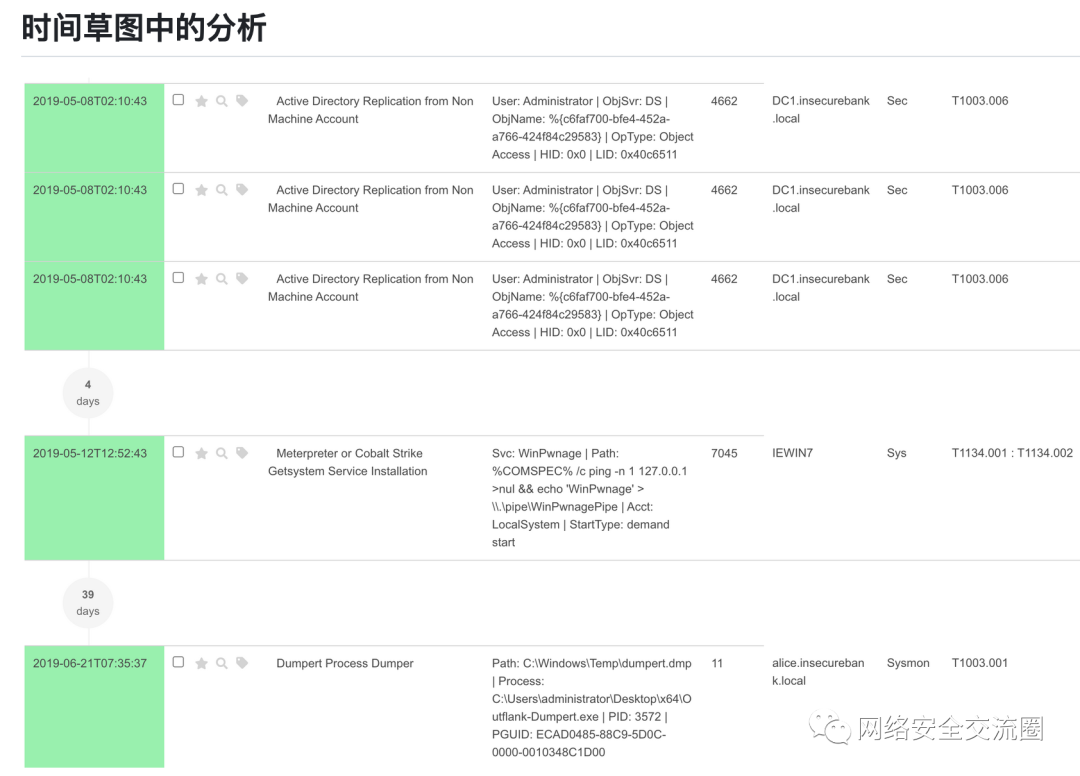 时间草图中的分析
2019-05-08T02:10:43 Active Directory Replication from Non User: Administrator | ObjSvr: DS | 4662 DC1.insecurebank Sec T1003.006
Machine Account ObjName: %{c6faf700-bfe4-452a- .local
a766-424f84c29583} | OpType: Object
Access | HID: 0x0 | LID: 0x40c6511
2019-05-08T02:10:43 Active Directory Replication from Non User: Administrator | ObjSvr: DS | 4662 DC1.insecurebank Sec T1003.006
Machine Account ObjName: %{c6faf700-bfe4-452a- .local
a766-424f84c29583} | OpType: Object
Access | HID: 0x0 | LID: 0x40c6511
2019-05-08T02:10:43 Active Directory Replication from Non User: Administrator | ObjSvr: DS | 4662 DC1.insecurebank Sec T1003.006
Machine Account ObjName: %{c6faf700-bfe4-452a- .local
a766-424f84c29583} | OpType: Object
Access | HID: 0x0 | LID: 0x40c6511
4
days
2019-05-12T12:52:43 Meterpreter or Cobalt Strike Svc: WinPwnage | Path: 7045 IEWIN7 Sys T1134.001 : T1134.002
Getsystem Service Installation %COMSPEC% /c ping -n 1 127.0.0.1
>nul && echo 'WinPwnage' >
\\.\pipe\WinPwnagePipe | Acct:
LocalSystem | StartType: demand
start
39
days
2019-06-21T07:35:37 Dumpert Process Dumper Path: C:\Windows\Temp\dumpert.dmp 11 alice.insecureban Sysmon T1003.001
| Process: k.local
C:\Users\administrator\Desktop\x64\O
utflank-Dumpert.exe | PID: 3572 |
PGUID: ECAD0485-88C9-5D0C-
0000-0010348C1D00
网络安全交流圈